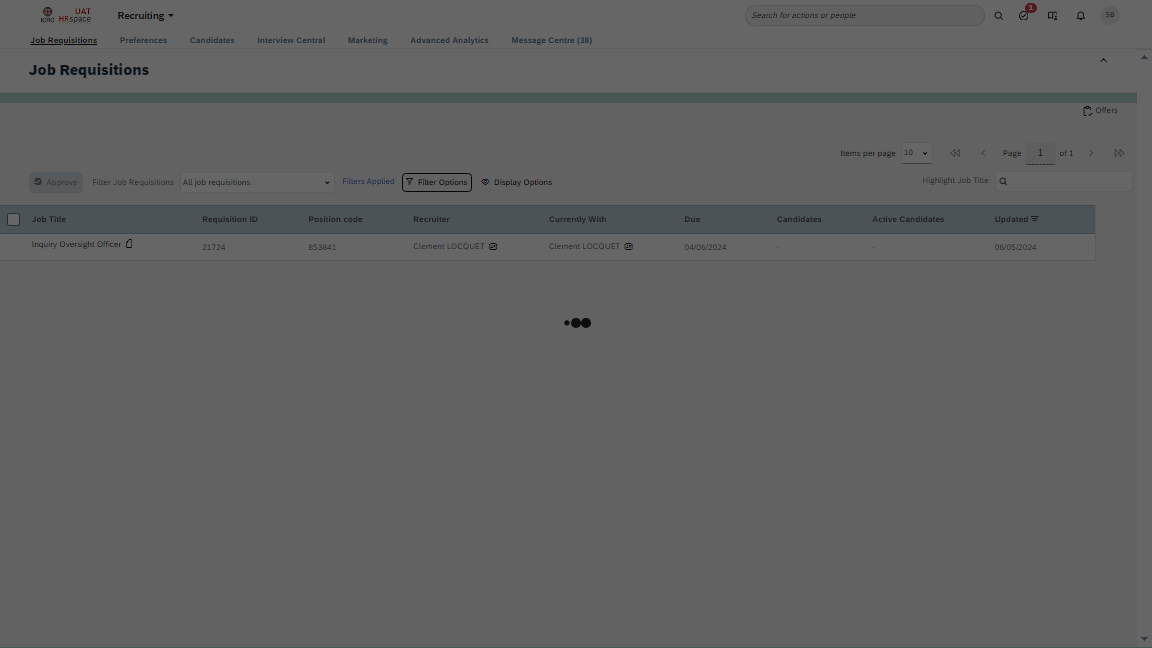 ICRC UAT HRspace Recruiting Search for actions or people 1 SB
Job Requisitions Preferences Candidates Interview Central Marketing Advanced Analytics Message Centre (38)
Job Requisitions
Offers
Items per page 10 Page 1 of 1
Approve Filter Job Requisitions All job requisitions Filters Applied Filter Options Display Options Highlight Job Title
Job Title Requisition ID Position code Recruiter Currently With Due Candidates Active Candidates Updated
Inquiry Oversight Officer 21724 853841 Clement LOCQUET Clement LOCQUET 04/06/2024 - - 06/05/2024